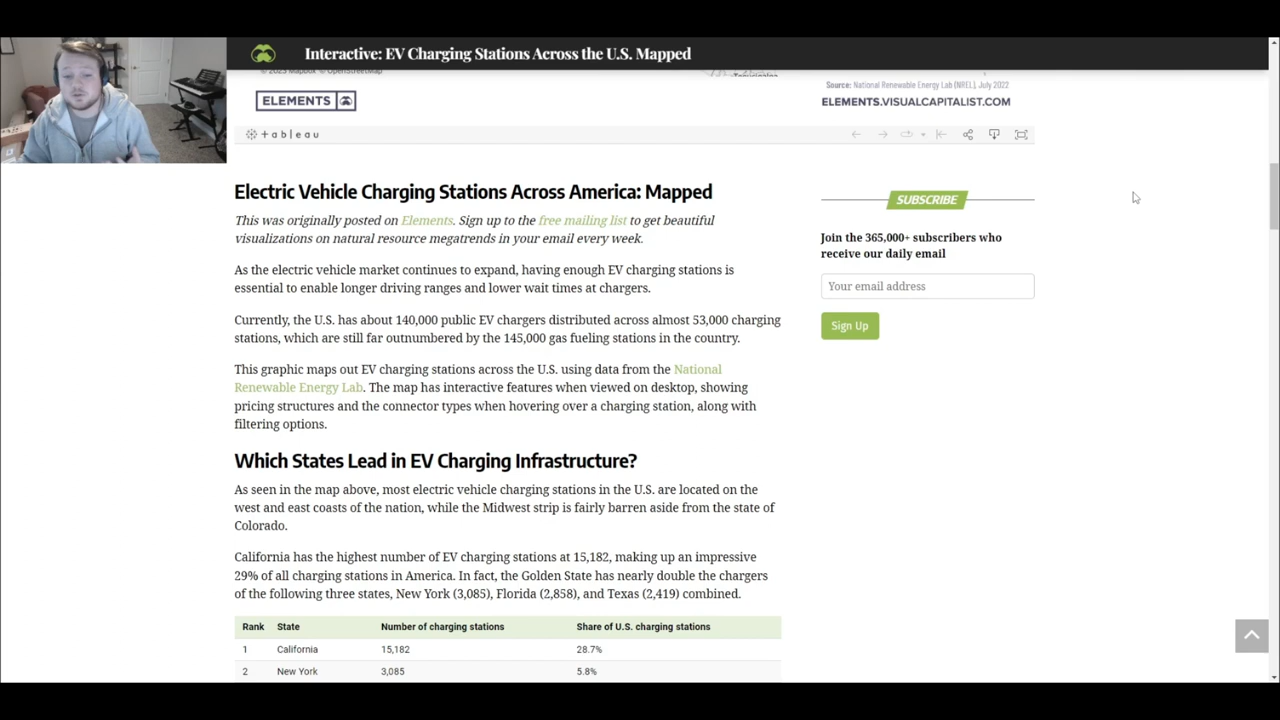 Interactive: EV Charging Stations Across the U.S. Mapped
© 2023 Mapbox © OpenStreetMap
Source: National Renewable Energy Lab (NREL), July 2022
ELEMENTS
ELEMENTS.VISUALCAPITALIST.COM
+ a b l e a u
Electric Vehicle Charging Stations Across America: Mapped
This was originally posted on Elements. Sign up to the free mailing list to get beautiful
visualizations on natural resource megatrends in your email every week.
As the electric vehicle market continues to expand, having enough EV charging stations is
essential to enable longer driving ranges and lower wait times at chargers.
Currently, the U.S. has about 140,000 public EV chargers distributed across almost 53,000 charging
stations, which are still far outnumbered by the 145,000 gas fueling stations in the country.
This graphic maps out EV charging stations across the U.S. using data from the National
Renewable Energy Lab. The map has interactive features when viewed on desktop, showing
pricing structures and the connector types when hovering over a charging station, along with
filtering options.
Which States Lead in EV Charging Infrastructure?
As seen in the map above, most electric vehicle charging stations in the U.S. are located on the
west and east coasts of the nation, while the Midwest strip is fairly barren aside from the state of
Colorado.
California has the highest number of EV charging stations at 15,182, making up an impressive
29% of all charging stations in America. In fact, the Golden State has nearly double the chargers
of the following three states, New York (3,085), Florida (2,858), and Texas (2,419) combined.
Rank State Number of charging stations Share of U.S. charging stations
1 California 15,182 28.7%
2 New York 3,085 5.8%
SUBSCRIBE
Join the 365,000+ subscribers who
receive our daily email
Your email address
Sign Up